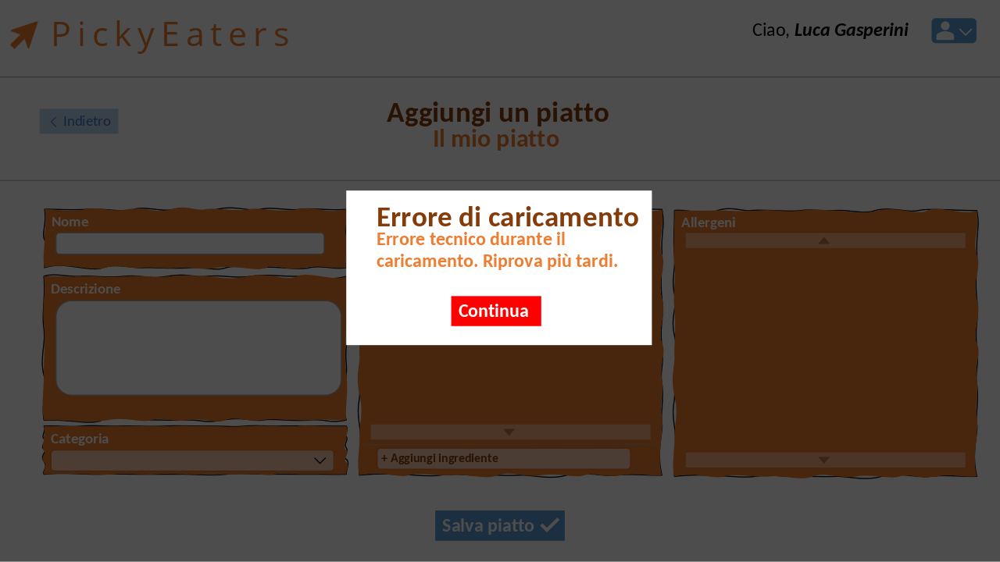 PickyEaters
Ciao, Luca Gasperini
Indietro
Aggiungi un piatto
Il mio piatto
Errore di caricamento
Errore tecnico durante il
caricamento. Riprova più tardi.
Continua
Nome
Descrizione
Categoria
+ Aggiungi ingrediente
Allergeni
Salva piatto